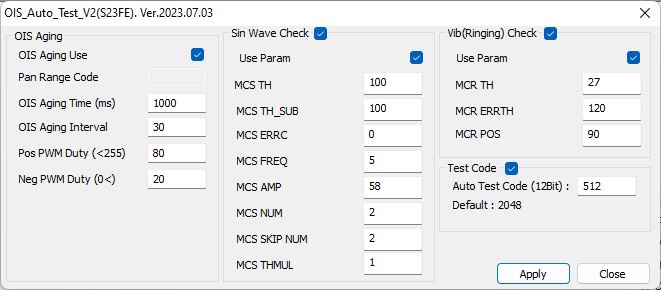 OIS_Auto_Test_V2(S23FE). Ver.2023.07.03
OIS Aging
OIS Aging Use
Pan Range Code
OIS Aging Time (ms) 1000
OIS Aging Interval 30
Pos PWM Duty (<255) 80
Neg PWM Duty (0<) 20
Sin Wave Check
Use Param
MCS TH 100
MCS TH_SUB 100
MCS ERRC 0
MCS FREQ 5
MCS AMP 58
MCS NUM 2
MCS SKIP NUM 2
MCS THMUL 1
Vib(Ringing) Check
Use Param
MCR TH 27
MCR ERRTH 120
MCR POS 90
Test Code
Auto Test Code (12Bit) : 512
Default : 2048
Apply Close